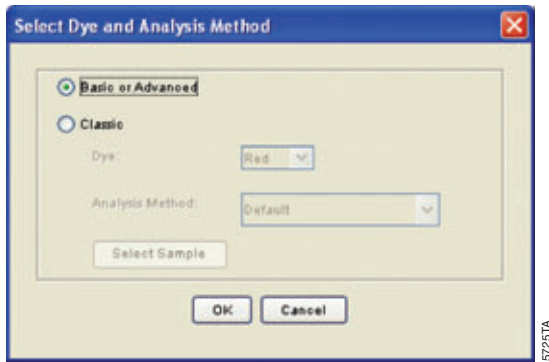 Select Dye and Analysis Method
Basic or Advanced
Classic
Dye: Red
Analysis Method: Default
Select Sample
OK Cancel
5725TA